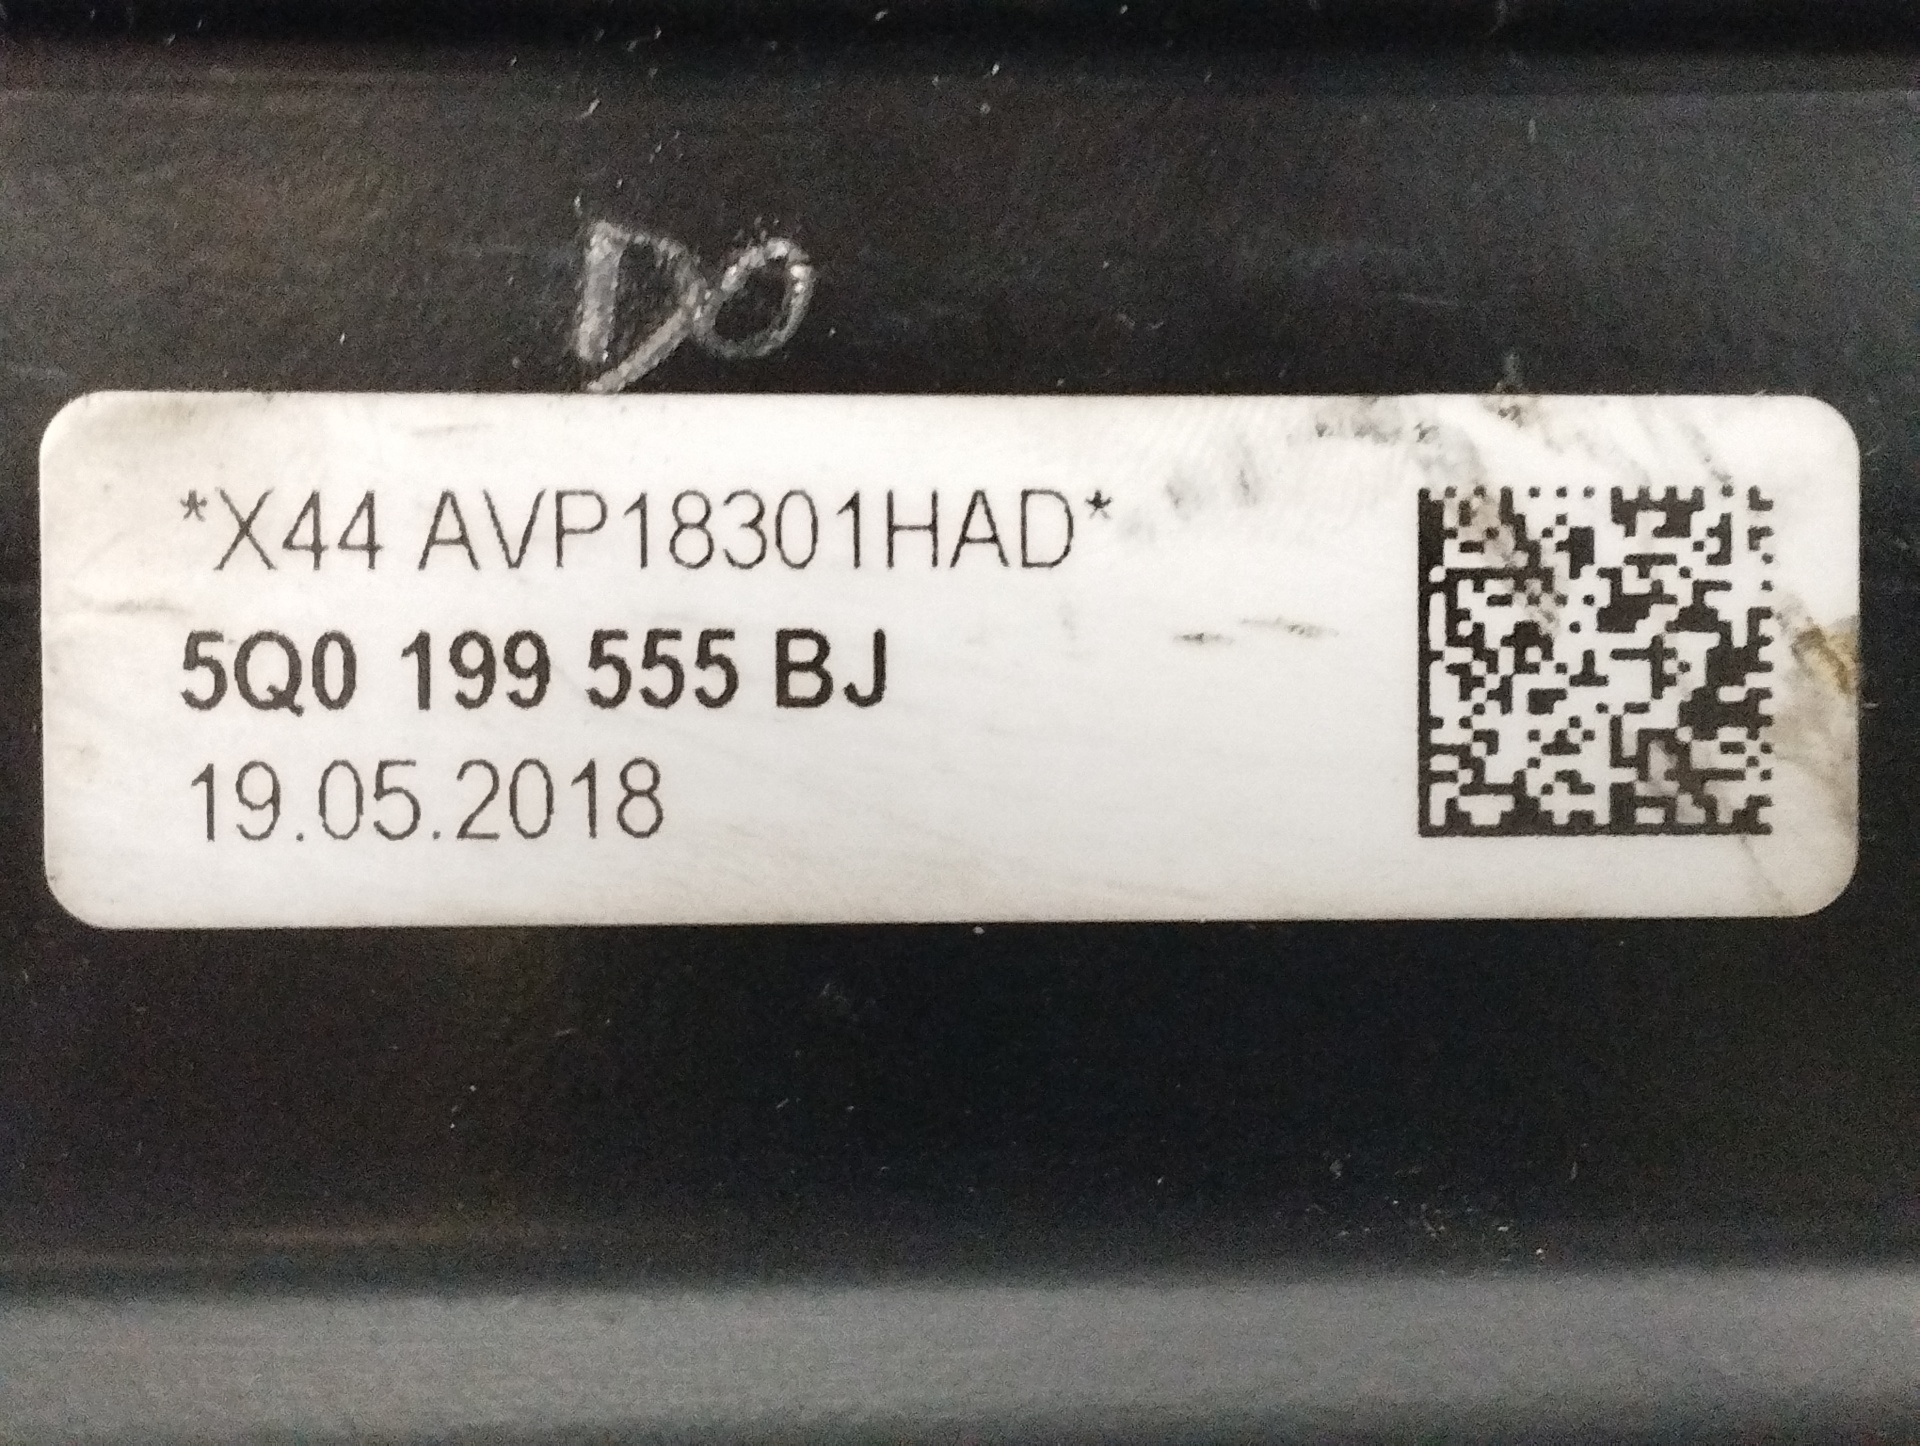 DO
*X44 AVP18301HAD*
5Q0 199 555 BJ
19.05.2018